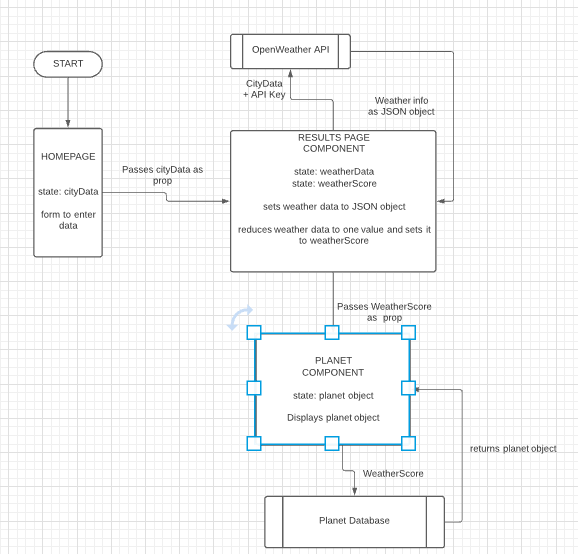 START
OpenWeather API
CityData
+ API Key
Weather info
as JSON object
HOMEPAGE
state: cityData
form to enter
data
Passes cityData as
prop
RESULTS PAGE
COMPONENT
state: weatherData
state: weatherScore
sets weather data to JSON object
reduces weather data to one value and sets it
to weatherScore
Passes WeatherScore
as prop
PLANET
COMPONENT
state: planet object
Displays planet object
returns planet object
WeatherScore
Planet Database